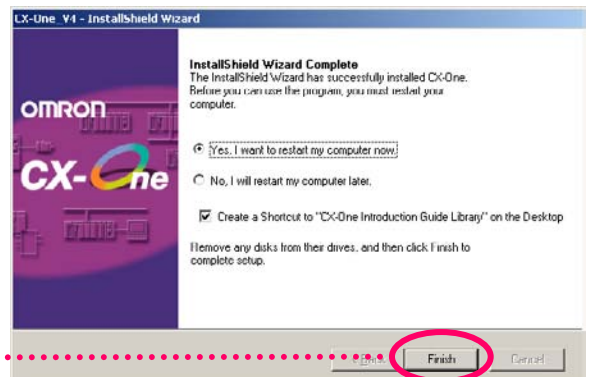 CX-One_V4 - InstallShield Wizard
OMRON
CX-One
InstallShield Wizard Complete
The InstallShield Wizard has successfully installed CX-One.
Before you can use the program, you must restart your
computer.
Yes, I want to restart my computer now.
No, I will restart my computer later.
Create a Shortcut to "CX-One Introduction Guide Library" on the Desktop
Remove any disks from their drives, and then click Finish to
complete setup.
< Back
Finish
Cancel